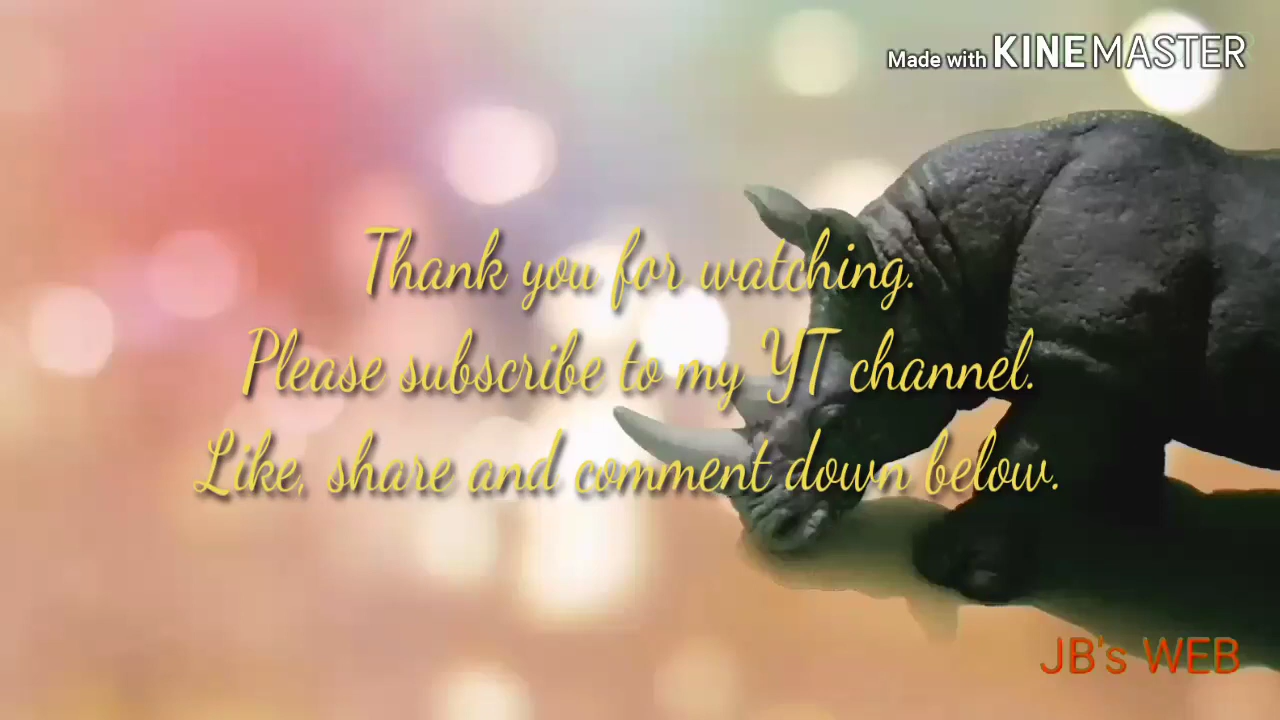 Made with KINEMASTER
Thank you for watching.
Please subscribe to my YT channel.
Like, share and comment down below.
JB's WEB